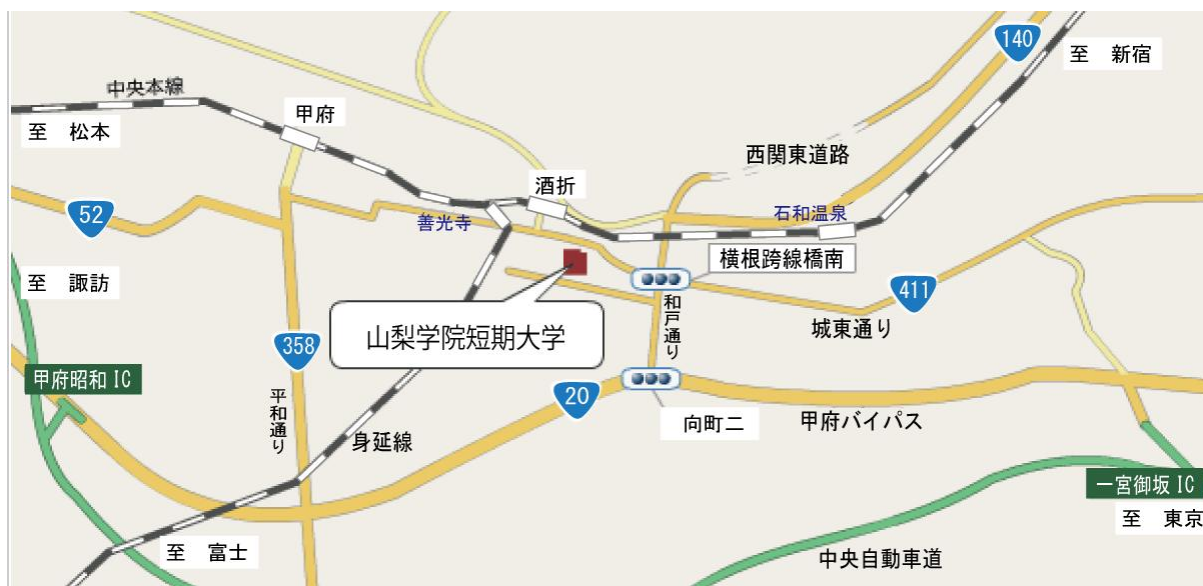 140
至 新宿
中央本線
甲府
至 松本
西関東道路
酒折
52
善光寺
石和温泉
横根跨線橋南
至 諏訪
411
和戸通り
城東通り
山梨学院短期大学
358
甲府昭和 IC
20
平和通り
向町二
甲府バイパス
身延線
一宮御坂 IC
至 東京
至 富士
中央自動車道